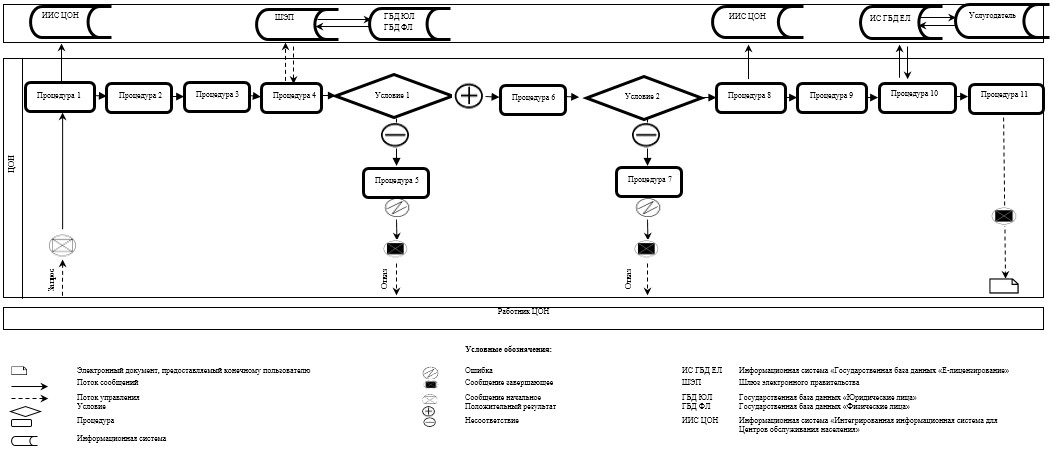 ИИС ЦОН
ШЭП
ГБД ЮЛ
ГБД ФЛ
ИИС ЦОН
ИС ГБД ЕЛ
Услугодатель
ЦОН
Процедура 1
Процедура 2
Процедура 3
Процедура 4
Условие 1
Процедура 6
Условие 2
Процедура 8
Процедура 9
Процедура 10
Процедура 11
Процедура 5
Процедура 7
Запрос
Отказ
Отказ
Работник ЦОН
Условные обозначения:
Электронный документ, предоставляемый конечному пользователю
Поток сообщений
Поток управления
Условие
Процедура
Информационная система
Ошибка
Сообщение завершающее
Сообщение начальное
Положительный результат
Несоответствие
ИС ГБД ЕЛ Информационная система «Государственная база данных «Е-лицензирование»
ШЭП Шлюз электронного правительства
ГБД ЮЛ Государственная база данных «Юридические лица»
ГБД ФЛ Государственная база данных «Физические лица»
ИИС ЦОН Информационная система «Интегрированная информационная система для
Центров обслуживания населения»